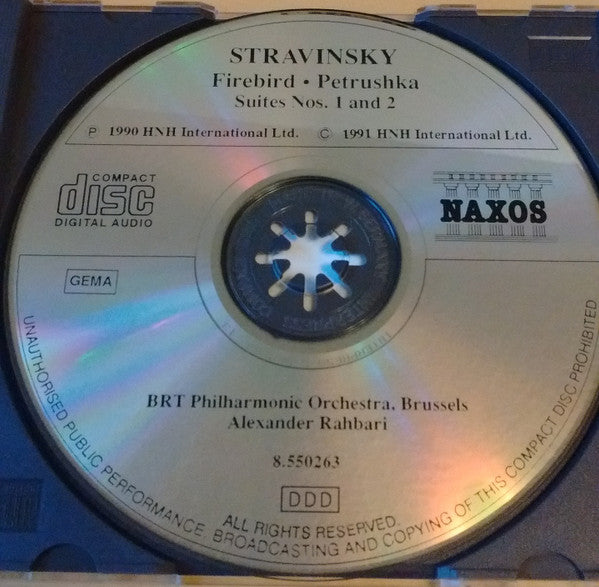 STRAVINSKY
Firebird • Petrushka
Suites Nos. 1 and 2
Ⓟ 1990 HNH International Ltd. © 1991 HNH International Ltd.
COMPACT
disc
DIGITAL AUDIO
NAXOS
GEMA
BRT Philharmonic Orchestra, Brussels
Alexander Rahbari
8.550263
DDD
ALL RIGHTS RESERVED
UNAUTHORISED PUBLIC PERFORMANCE, BROADCASTING AND COPYING OF THIS COMPACT DISC PROHIBITED